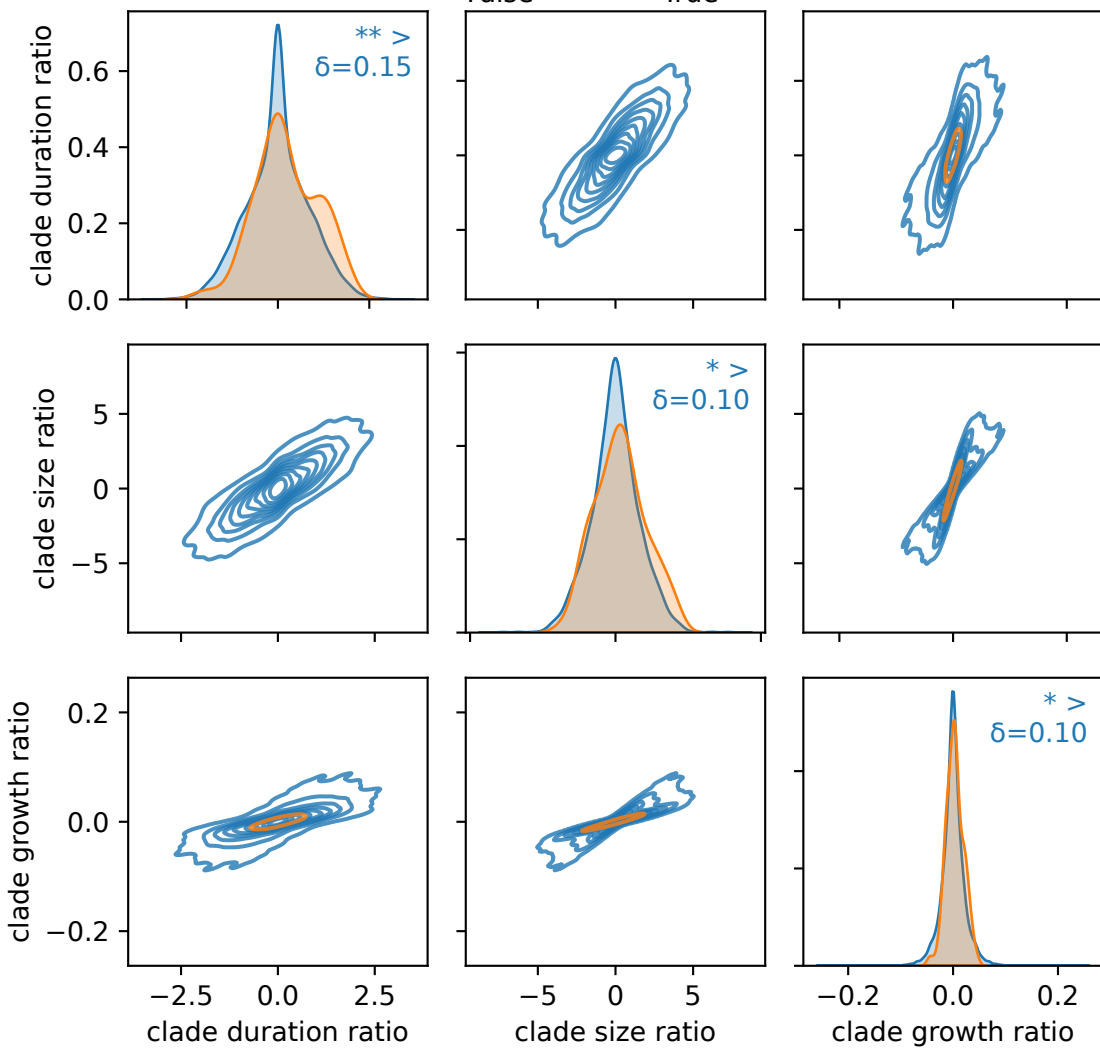 clade duration ratio
0.6
0.4
0.2
0.0
** >
δ=0.15
clade size ratio
5
0
−5
* >
δ=0.10
clade growth ratio
0.2
0.0
−0.2
* >
δ=0.10
−2.5 0.0 2.5
−5 0 5
−0.2 0.0 0.2
clade duration ratio
clade size ratio
clade growth ratio